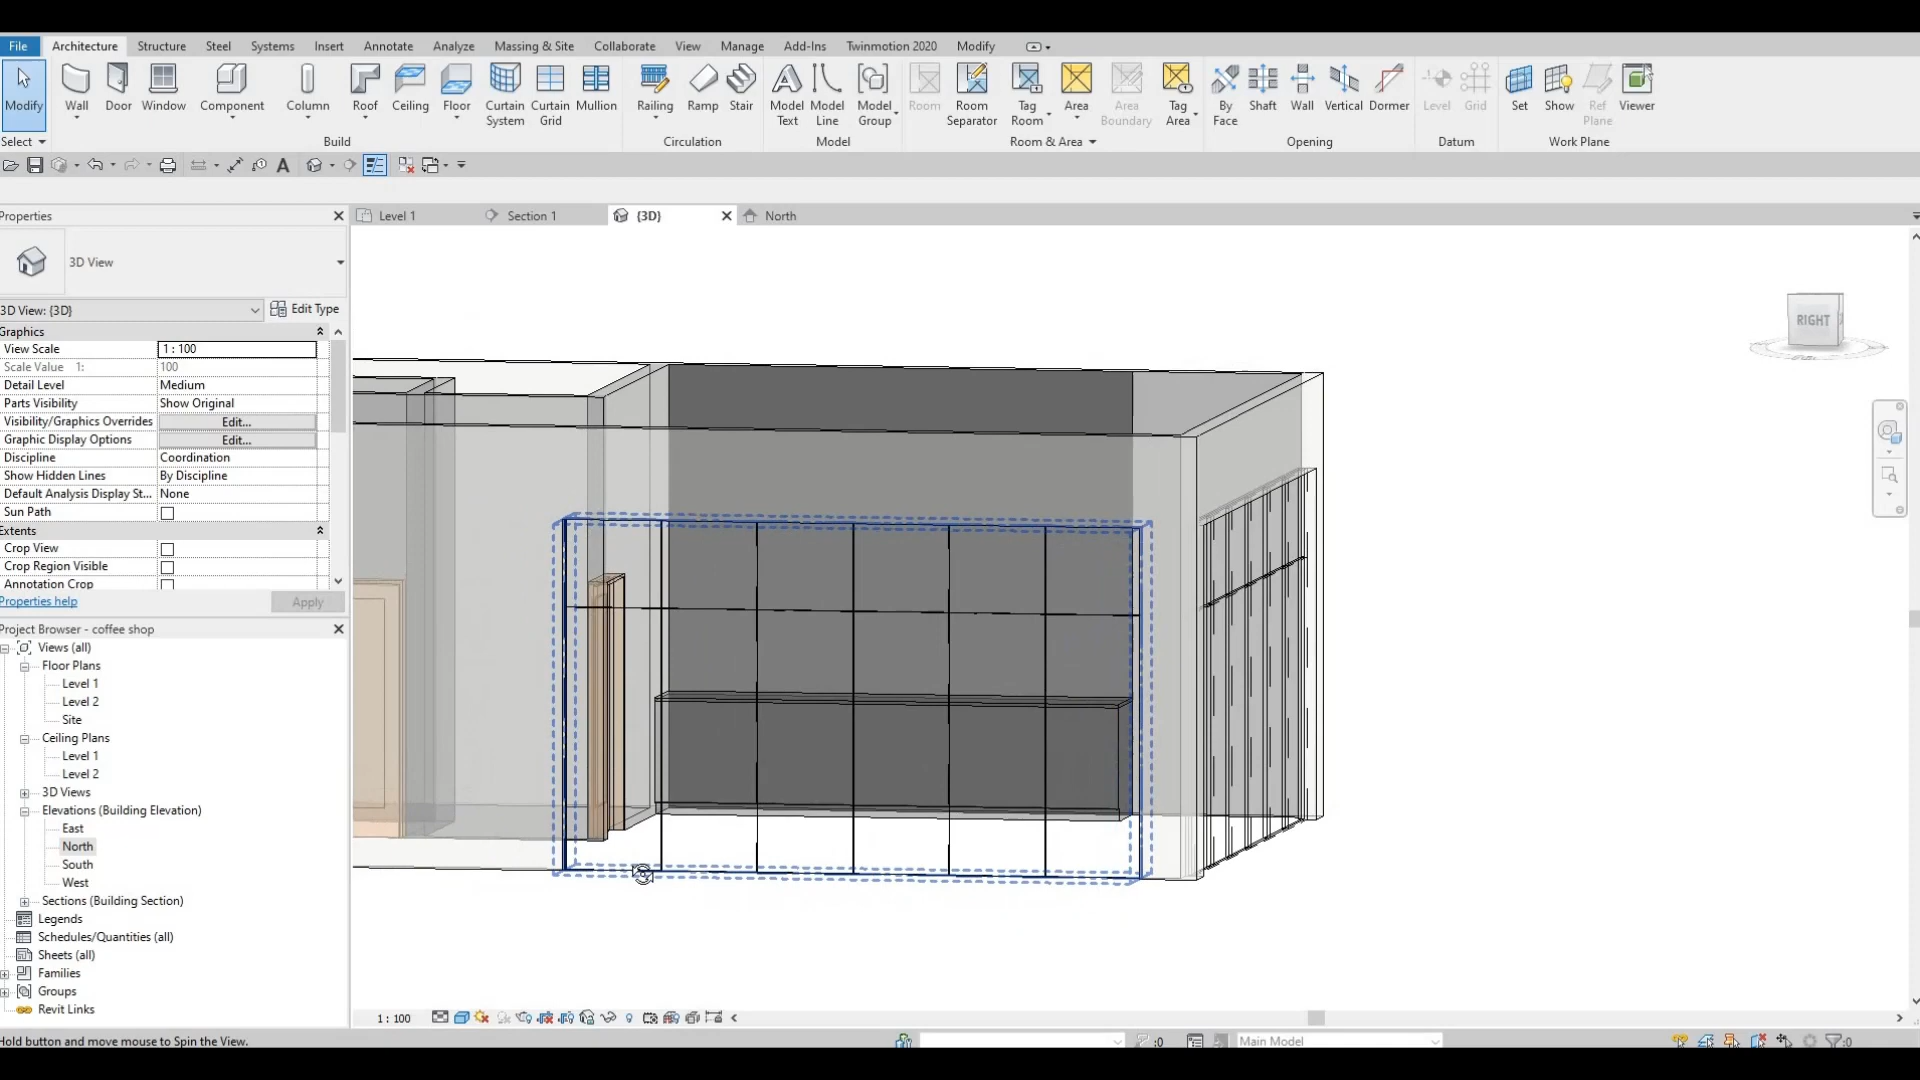 File Architecture Structure Steel Systems Insert Annotate Analyze Massing & Site Collaborate View Manage Add-Ins Twinmotion 2020 Modify
Modify Wall Door Window Component Column Roof Ceiling Floor Curtain System Curtain Grid Mullion Railing Ramp Stair Model Text Model Line Model Group Room Room Separator Tag Room Area Area Boundary Tag Area By Face Shaft Wall Vertical Dormer Level Grid Set Show Ref Plane Viewer
Select Build Circulation Model Room & Area Opening Datum Work Plane
Properties
Level 1 Section 1 {3D} North
3D View
3D View: {3D} Edit Type
Graphics
View Scale 1 : 100
Scale Value 1: 100
Detail Level Medium
Parts Visibility Show Original
Visibility/Graphics Overrides Edit...
Graphic Display Options Edit...
Discipline Coordination
Show Hidden Lines By Discipline
Default Analysis Display St... None
Sun Path
Extents
Crop View
Crop Region Visible
Annotation Crop
Properties help Apply
Project Browser - coffee shop
Views (all)
Floor Plans
Level 1
Level 2
Site
Ceiling Plans
Level 1
Level 2
3D Views
Elevations (Building Elevation)
East
North
South
West
Sections (Building Section)
Legends
Schedules/Quantities (all)
Sheets (all)
Families
Groups
Revit Links
RIGHT
1 : 100
Hold button and move mouse to Spin the View.
:0 Main Model :0